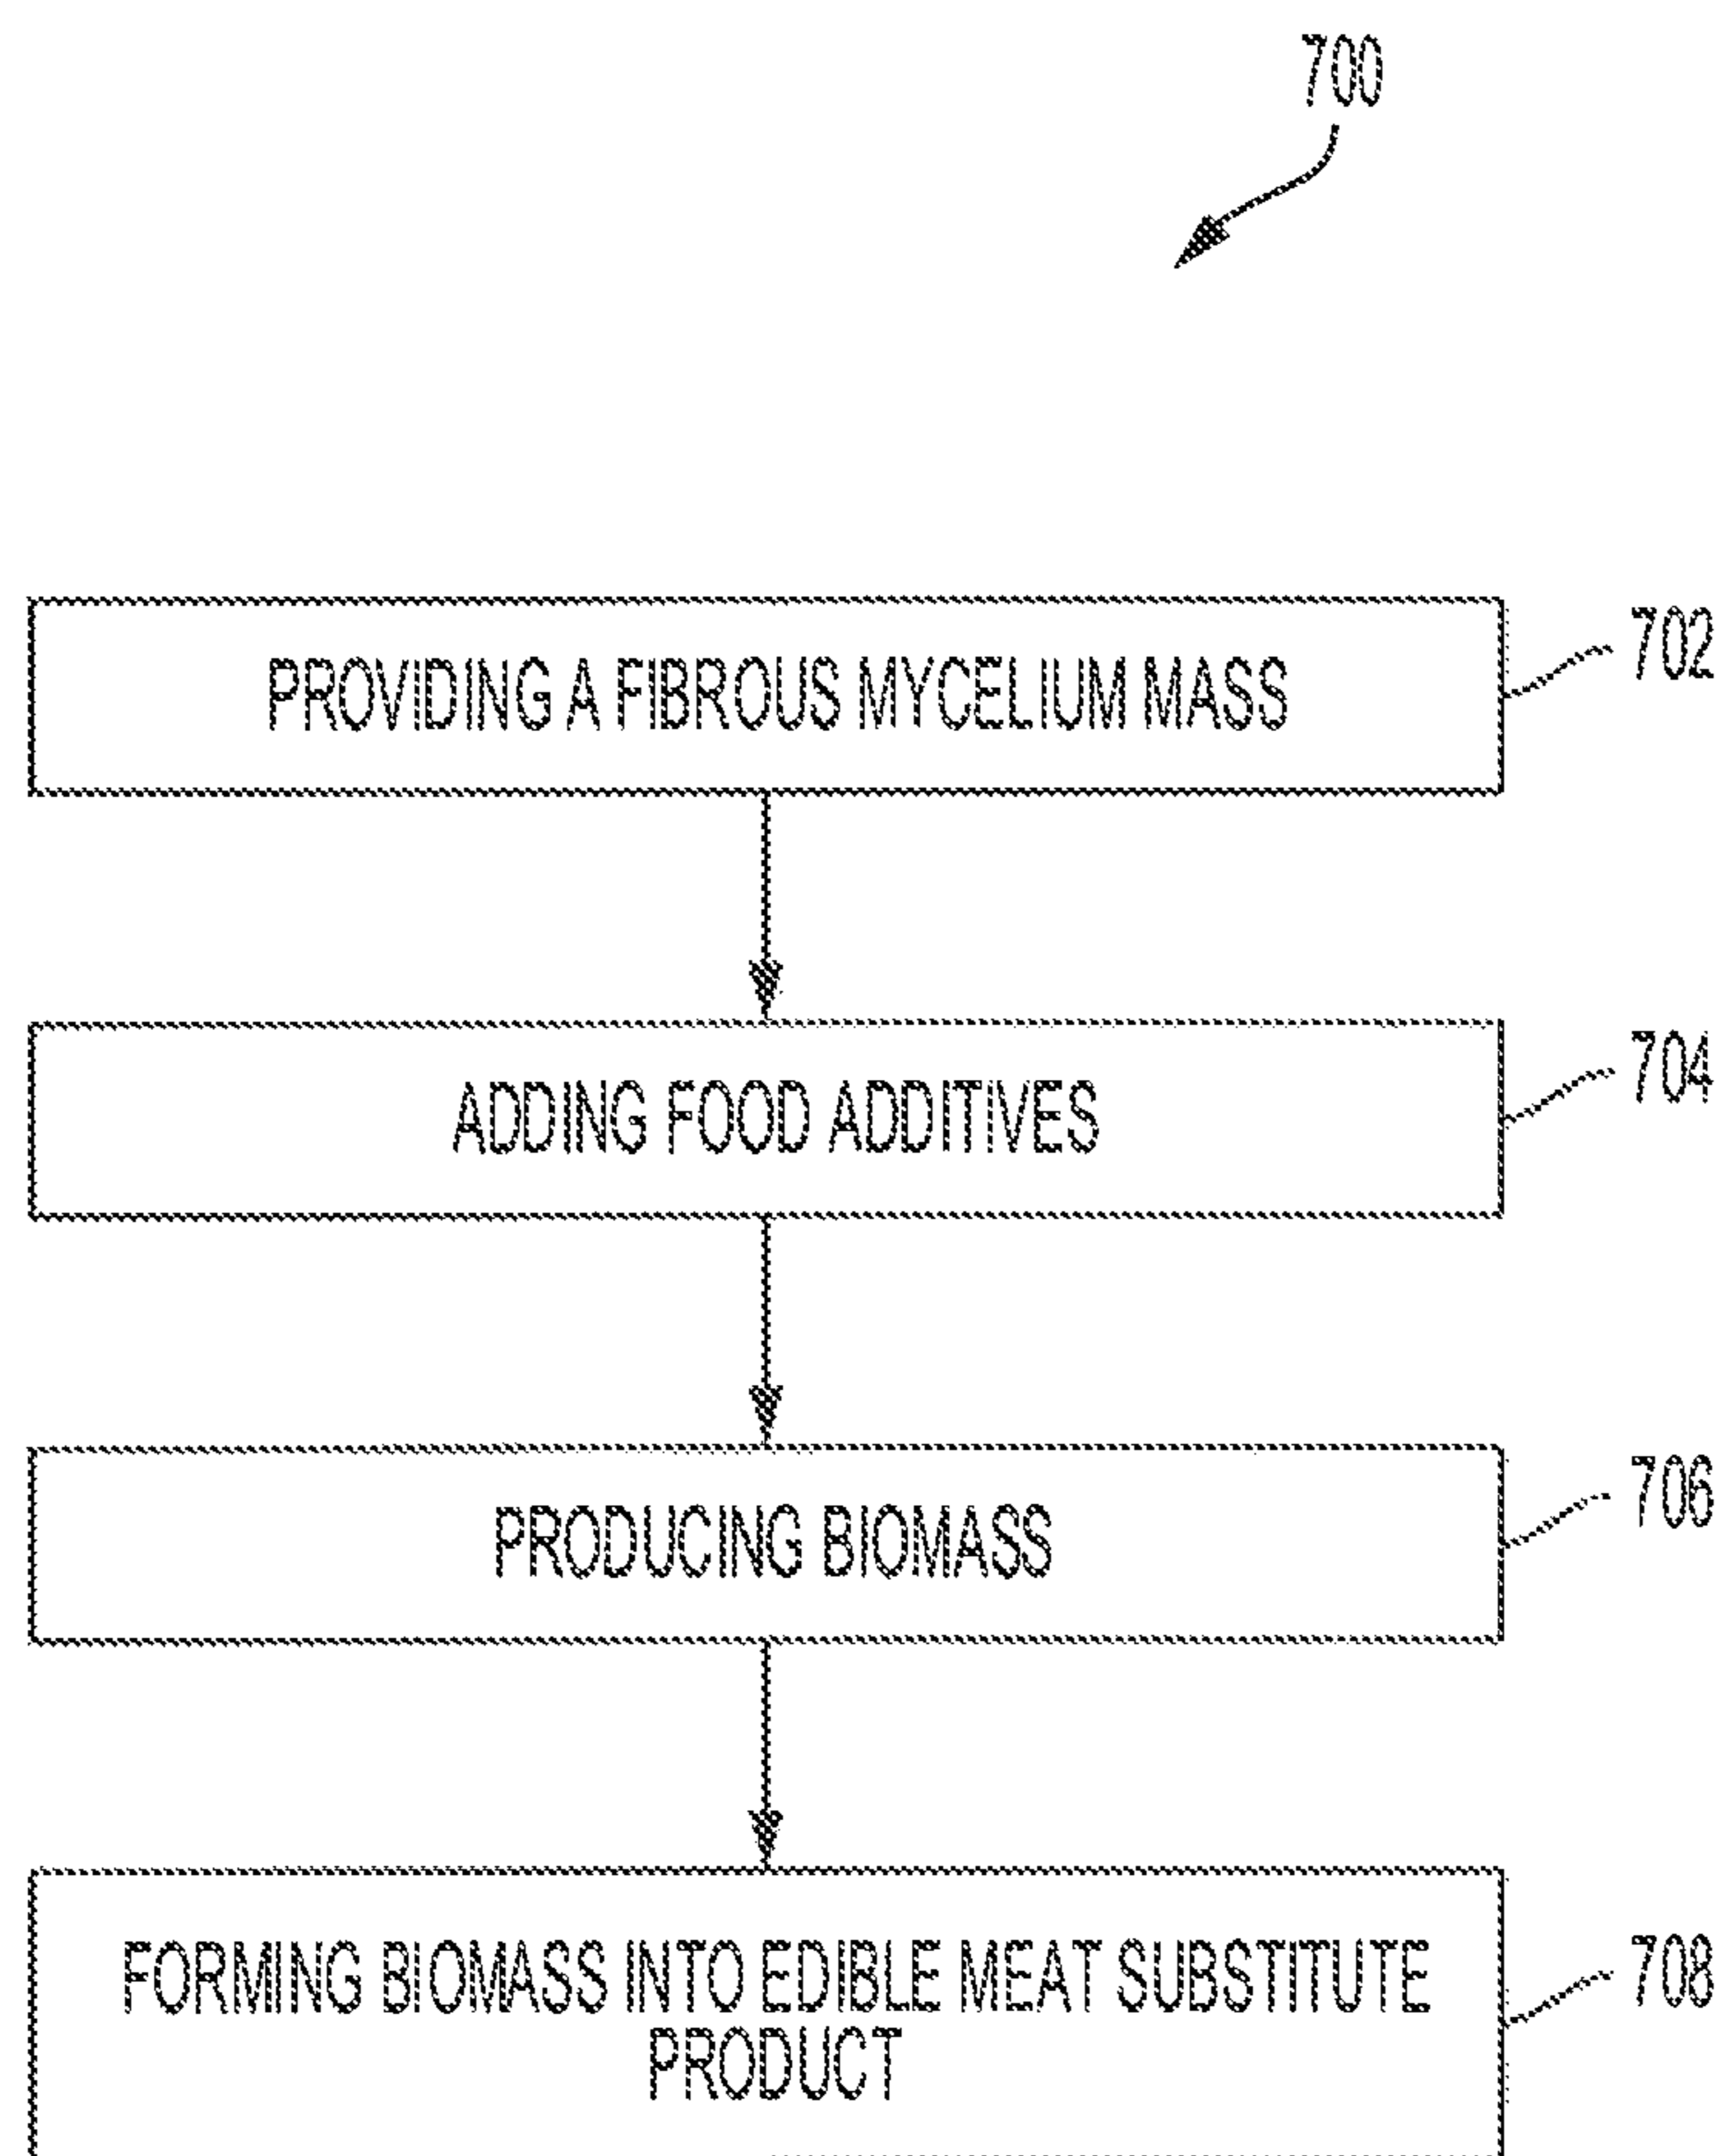 700
PROVIDING A FIBROUS MYCELIUM MASS
702
ADDING FOOD ADDITIVES
704
PRODUCING BIOMASS
706
FORMING BIOMASS INTO EDIBLE MEAT SUBSTITUTE
PRODUCT
708